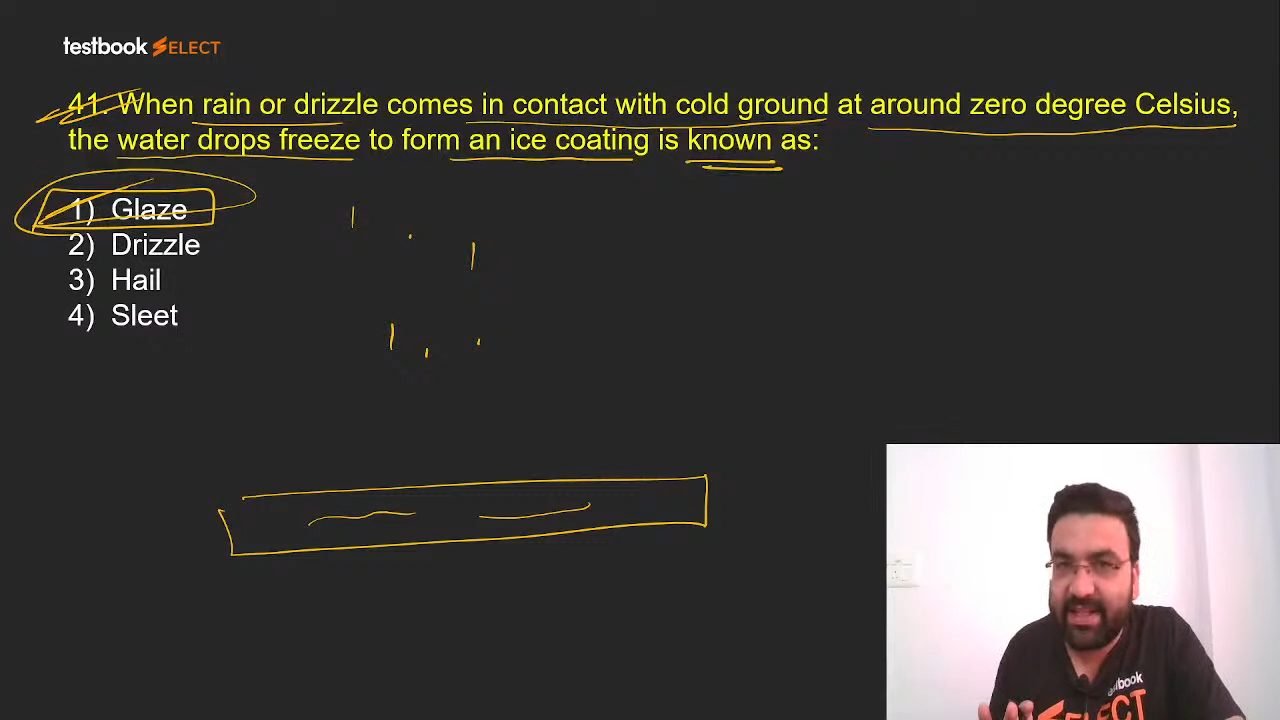 testbook SELECT
41. When rain or drizzle comes in contact with cold ground at around zero degree Celsius,
the water drops freeze to form an ice coating is known as:
1) Glaze
2) Drizzle
3) Hail
4) Sleet
testbook
SELECT